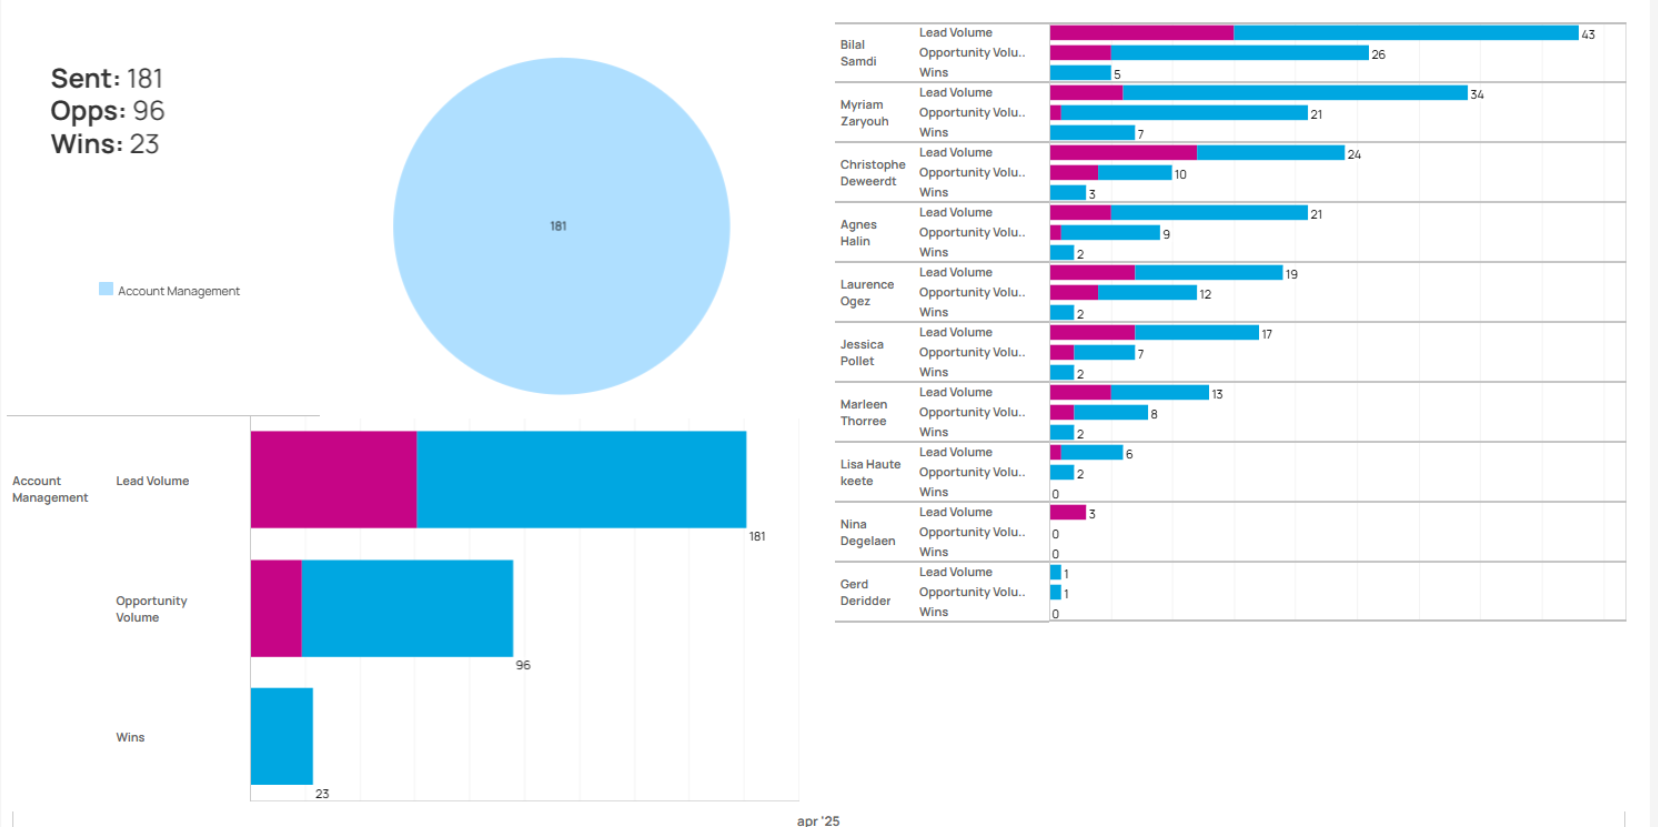 Sent: 181
Opps: 96
Wins: 23
181
Account Management
Account
Management
Lead Volume
181
Opportunity
Volume
96
Wins
23
Bilal
Samdi
Lead Volume
43
Opportunity Volu..
26
Wins
5
Myriam
Zaryouh
Lead Volume
34
Opportunity Volu..
21
Wins
7
Christophe
Deweerdt
Lead Volume
24
Opportunity Volu..
10
Wins
3
Agnes
Halin
Lead Volume
21
Opportunity Volu..
9
Wins
2
Laurence
Ogez
Lead Volume
19
Opportunity Volu..
12
Wins
2
Jessica
Pollet
Lead Volume
17
Opportunity Volu..
7
Wins
2
Marleen
Thorree
Lead Volume
13
Opportunity Volu..
8
Wins
2
Lisa Haute
keete
Lead Volume
6
Opportunity Volu..
2
Wins
0
Nina
Degelaen
Lead Volume
3
Opportunity Volu..
0
Wins
0
Gerd
Deridder
Lead Volume
1
Opportunity Volu..
1
Wins
0
apr '25